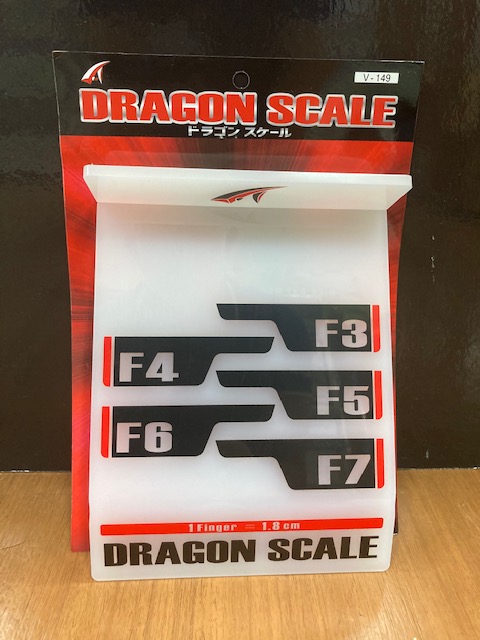 V - 149
DRAGON SCALE
ドラゴン スケール
F3
F4
F5
F6
F7
1 Finger = 1.8 cm
DRAGON SCALE